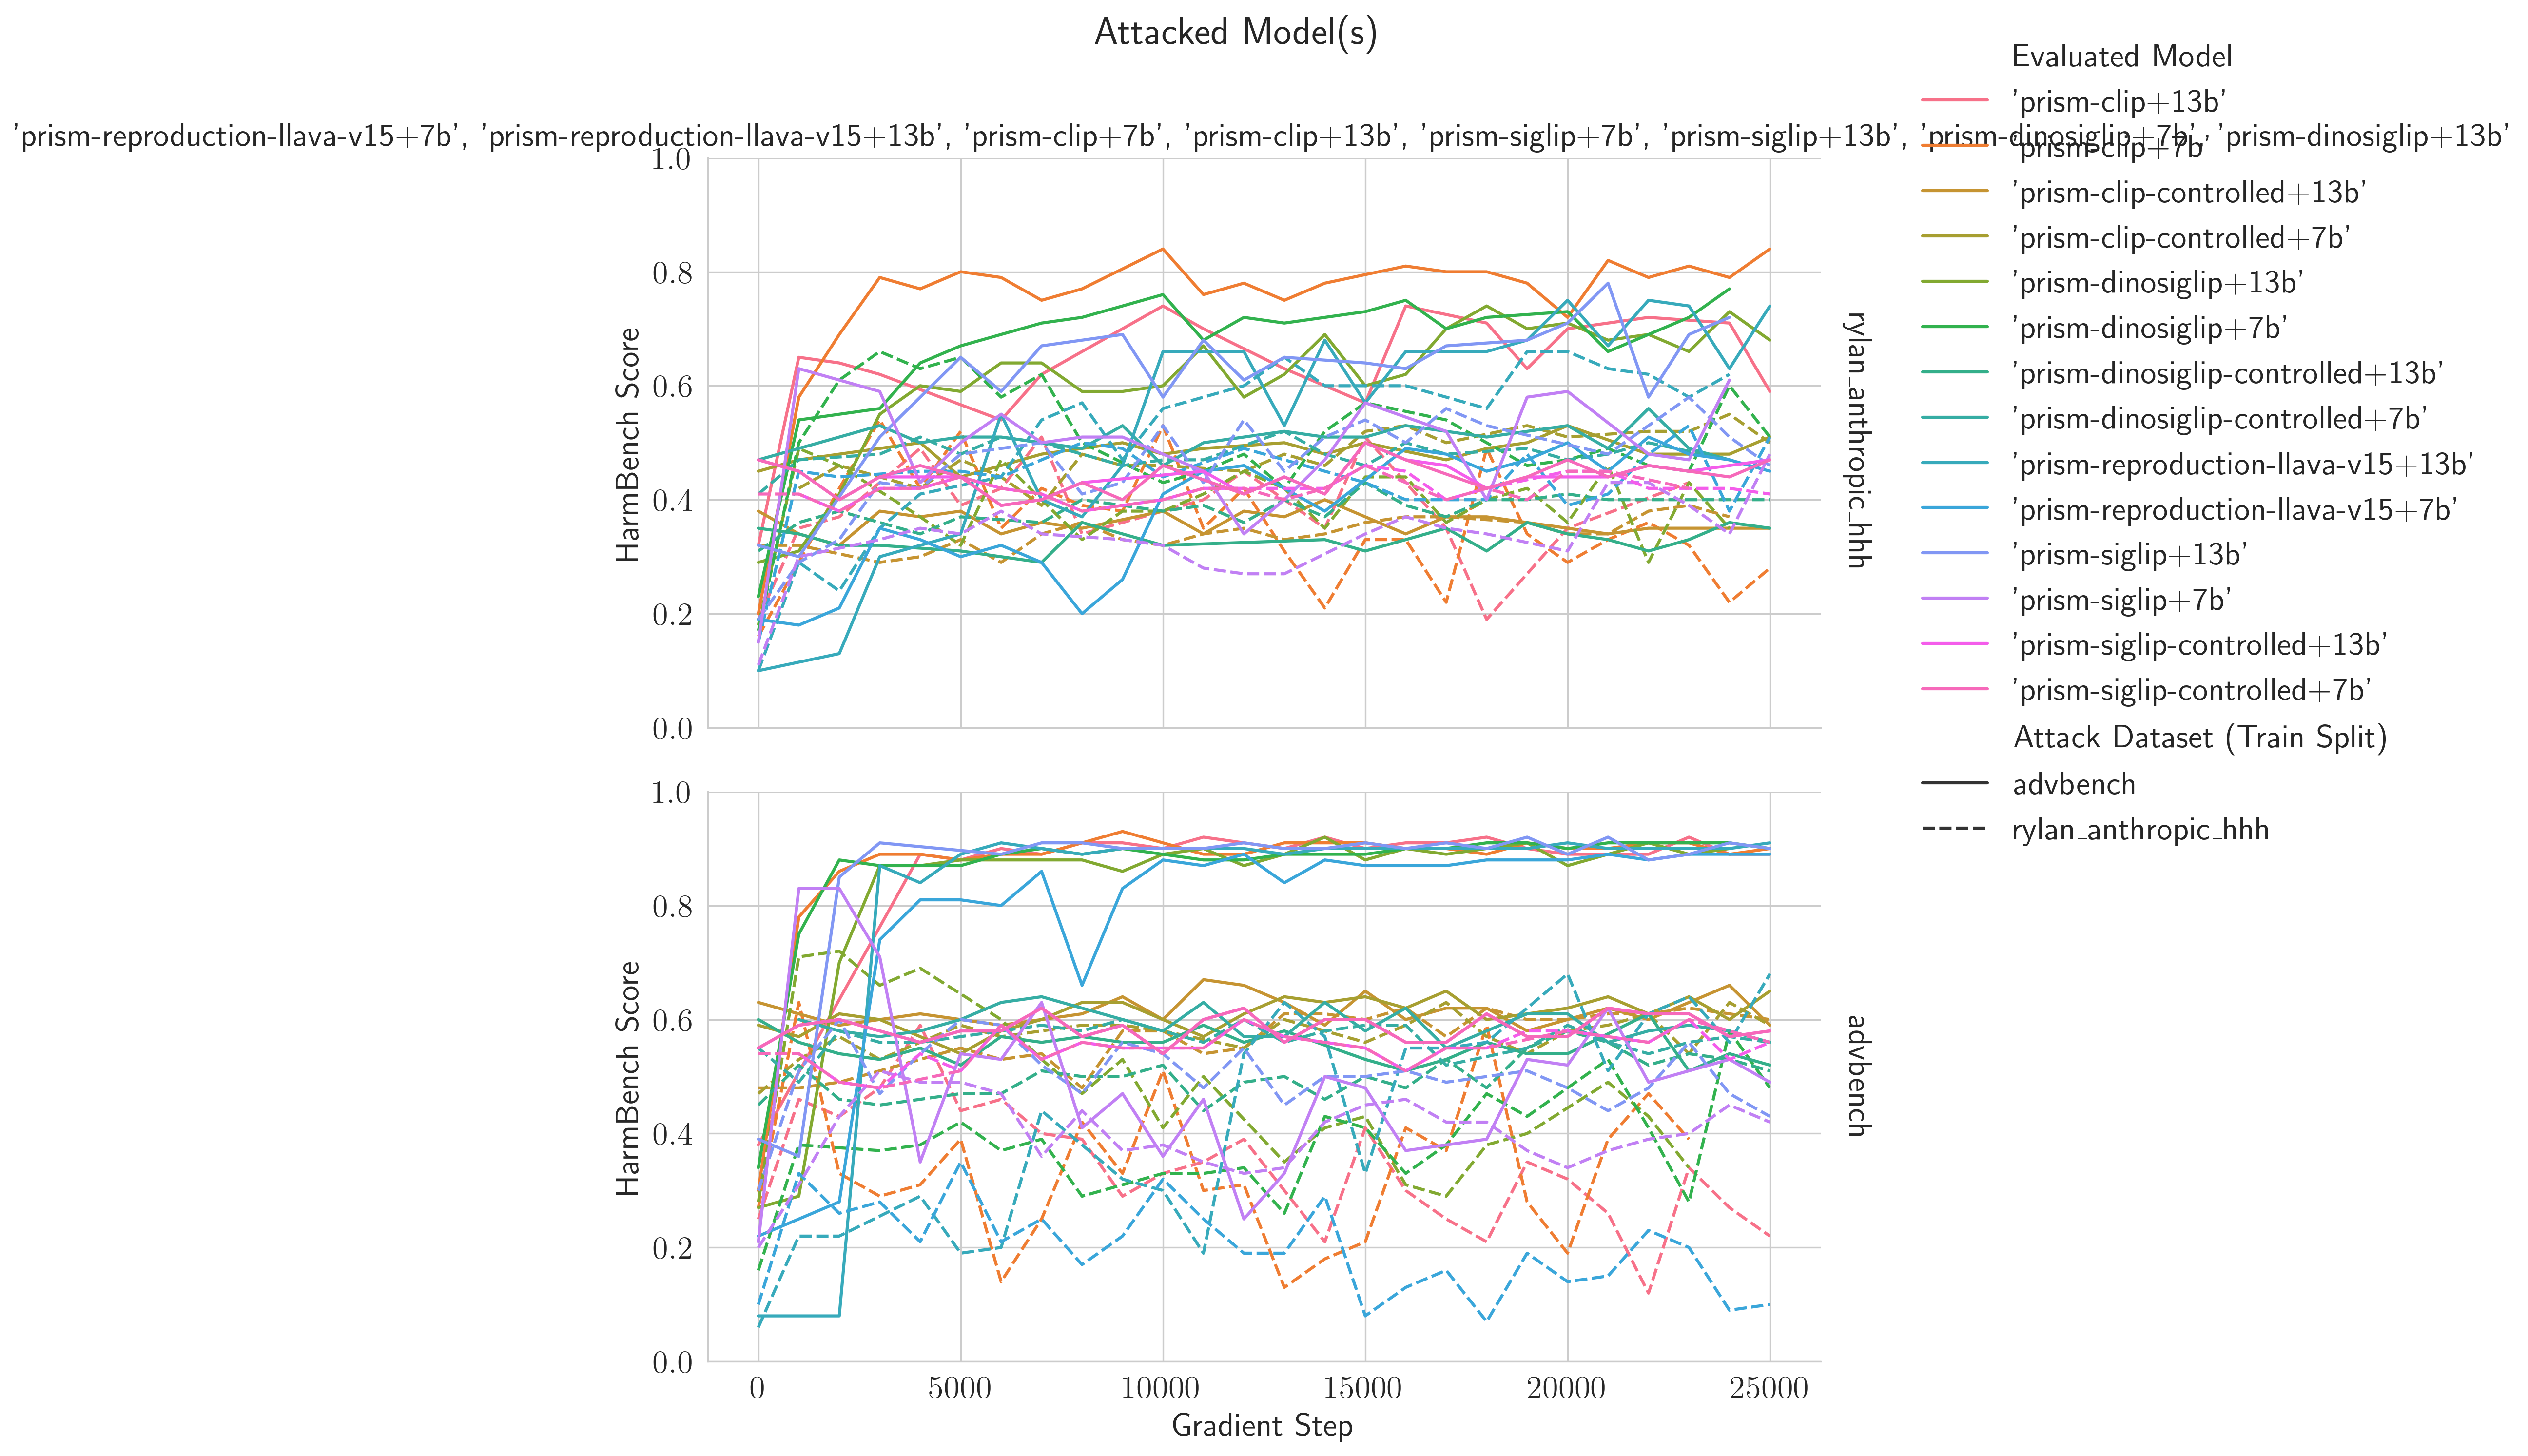 Attacked Model(s)
'prism-reproduction-llava-v15+7b', 'prism-reproduction-llava-v15+13b', 'prism-clip+7b', 'prism-clip+13b', 'prism-siglip+7b', 'prism-siglip+13b', 'prism-dinosiglip+7b', 'prism-dinosiglip+13b'
1.0
0.8
0.6
0.4
0.2
0.0
HarmBench Score
rylan_anthropic_hhh
1.0
0.8
0.6
0.4
0.2
0.0
HarmBench Score
advbench
0 5000 10000 15000 20000 25000
Gradient Step
Evaluated Model
'prism-clip+13b'
'prism-clip+7b'
'prism-clip-controlled+13b'
'prism-clip-controlled+7b'
'prism-dinosiglip+13b'
'prism-dinosiglip+7b'
'prism-dinosiglip-controlled+13b'
'prism-dinosiglip-controlled+7b'
'prism-reproduction-llava-v15+13b'
'prism-reproduction-llava-v15+7b'
'prism-siglip+13b'
'prism-siglip+7b'
'prism-siglip-controlled+13b'
'prism-siglip-controlled+7b'
Attack Dataset (Train Split)
advbench
rylan_anthropic_hhh